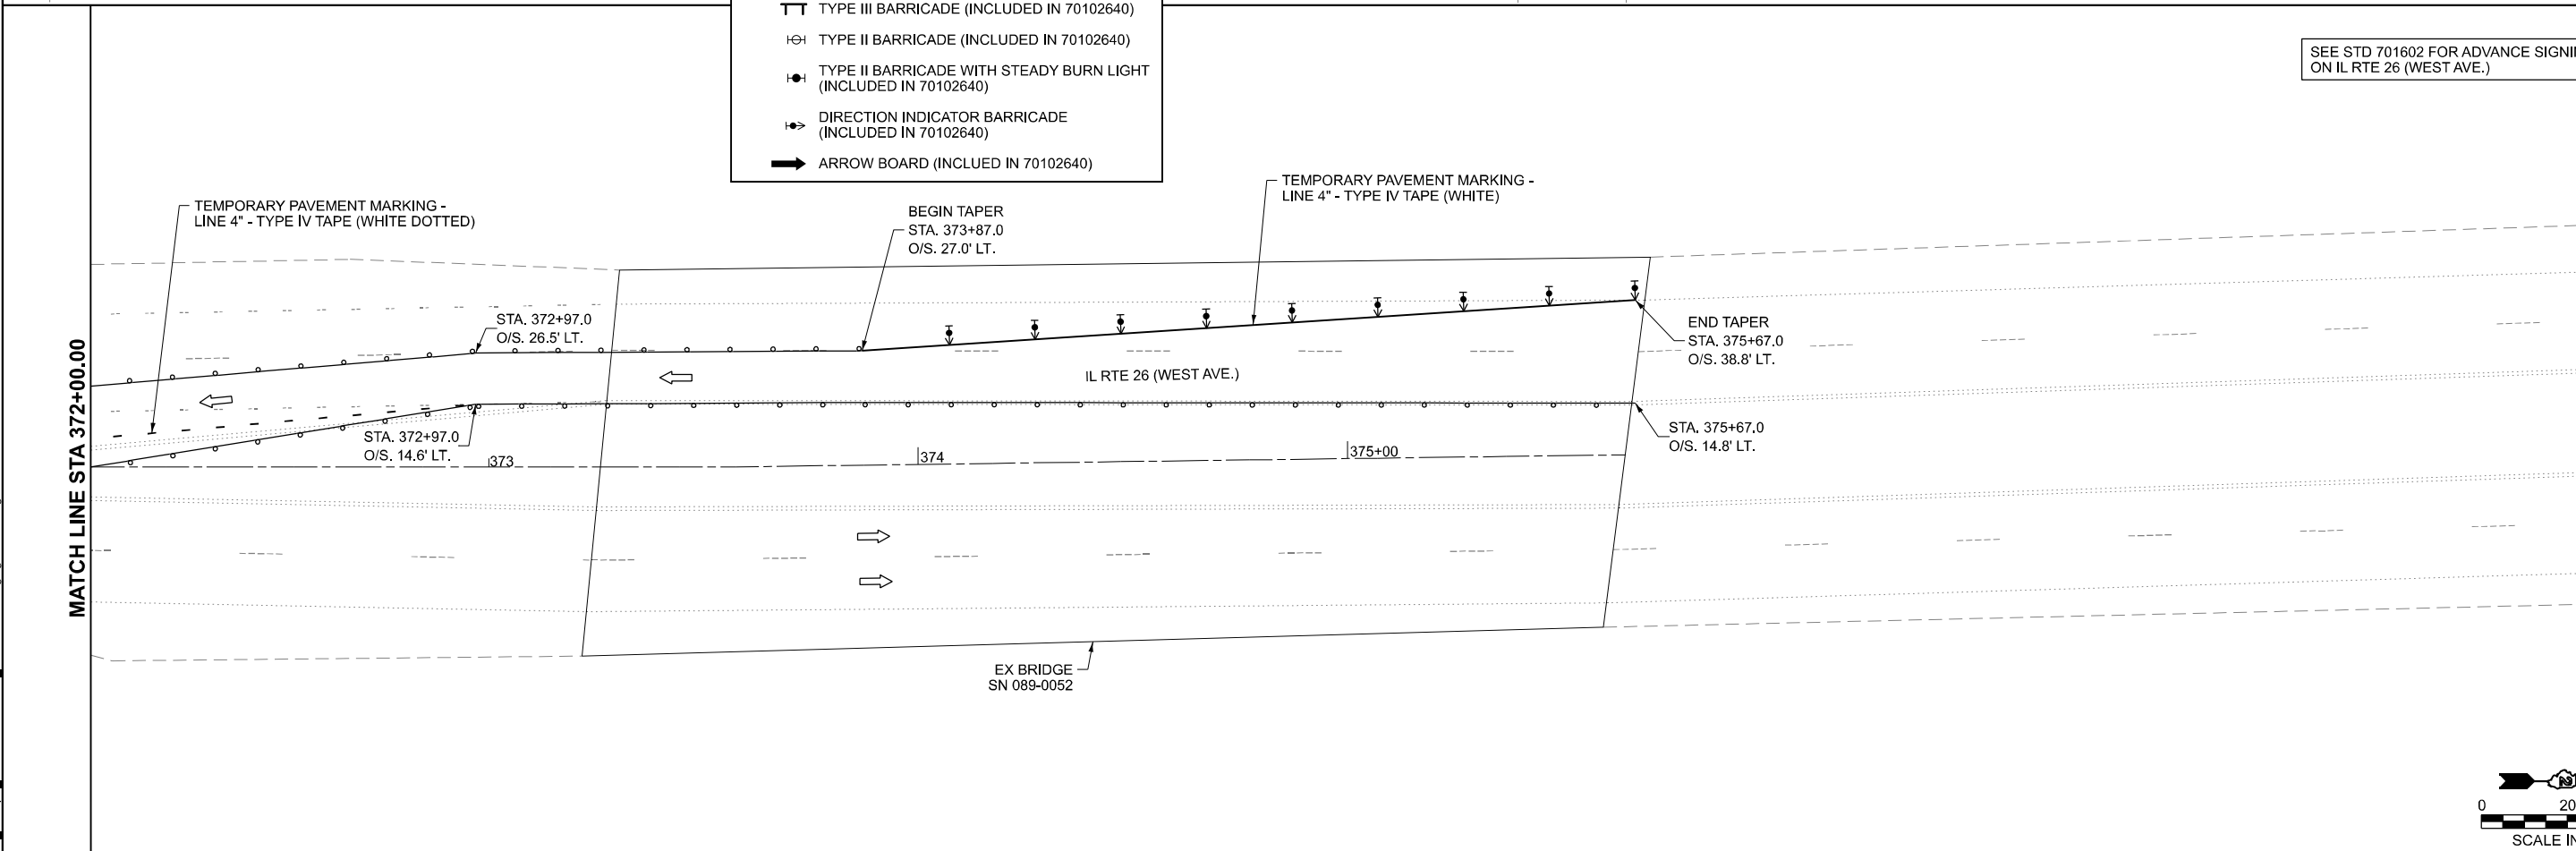 TYPE III BARRICADE (INCLUDED IN 70102640)
TYPE II BARRICADE (INCLUDED IN 70102640)
TYPE II BARRICADE WITH STEADY BURN LIGHT
(INCLUDED IN 70102640)
DIRECTION INDICATOR BARRICADE
(INCLUDED IN 70102640)
ARROW BOARD (INCLUED IN 70102640)
SEE STD 701602 FOR ADVANCE
ON IL RTE 26 (WEST AVE.)
TEMPORARY PAVEMENT MARKING -
LINE 4" - TYPE IV TAPE (WHITE DOTTED)
BEGIN TAPER
STA. 373+87.0
O/S. 27.0' LT.
TEMPORARY PAVEMENT MARKING -
LINE 4" - TYPE IV TAPE (WHITE)
STA. 372+97.0
O/S. 26.5' LT.
END TAPER
STA. 375+67.0
O/S. 38.8' LT.
IL RTE 26 (WEST AVE.)
MATCH LINE STA 372+00.00
STA. 372+97.0
O/S. 14.6' LT.
STA. 375+67.0
O/S. 14.8' LT.
373
374
375+00
EX BRIDGE
SN 089-0052
0 20
SCALE IN